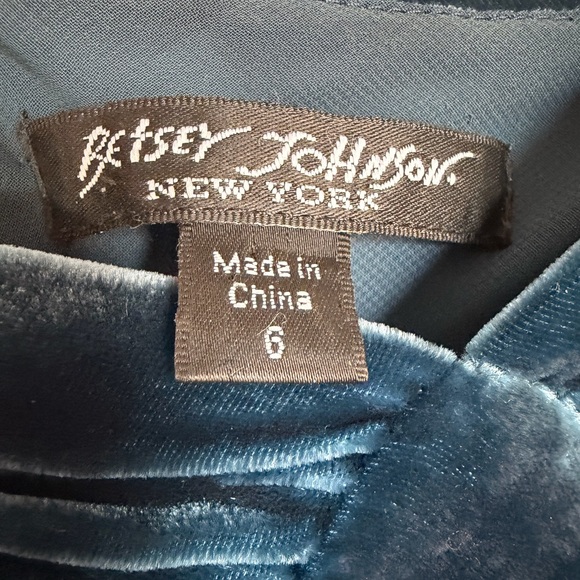 BETSEY JOHNSON.
NEW YORK
Made in
China
6